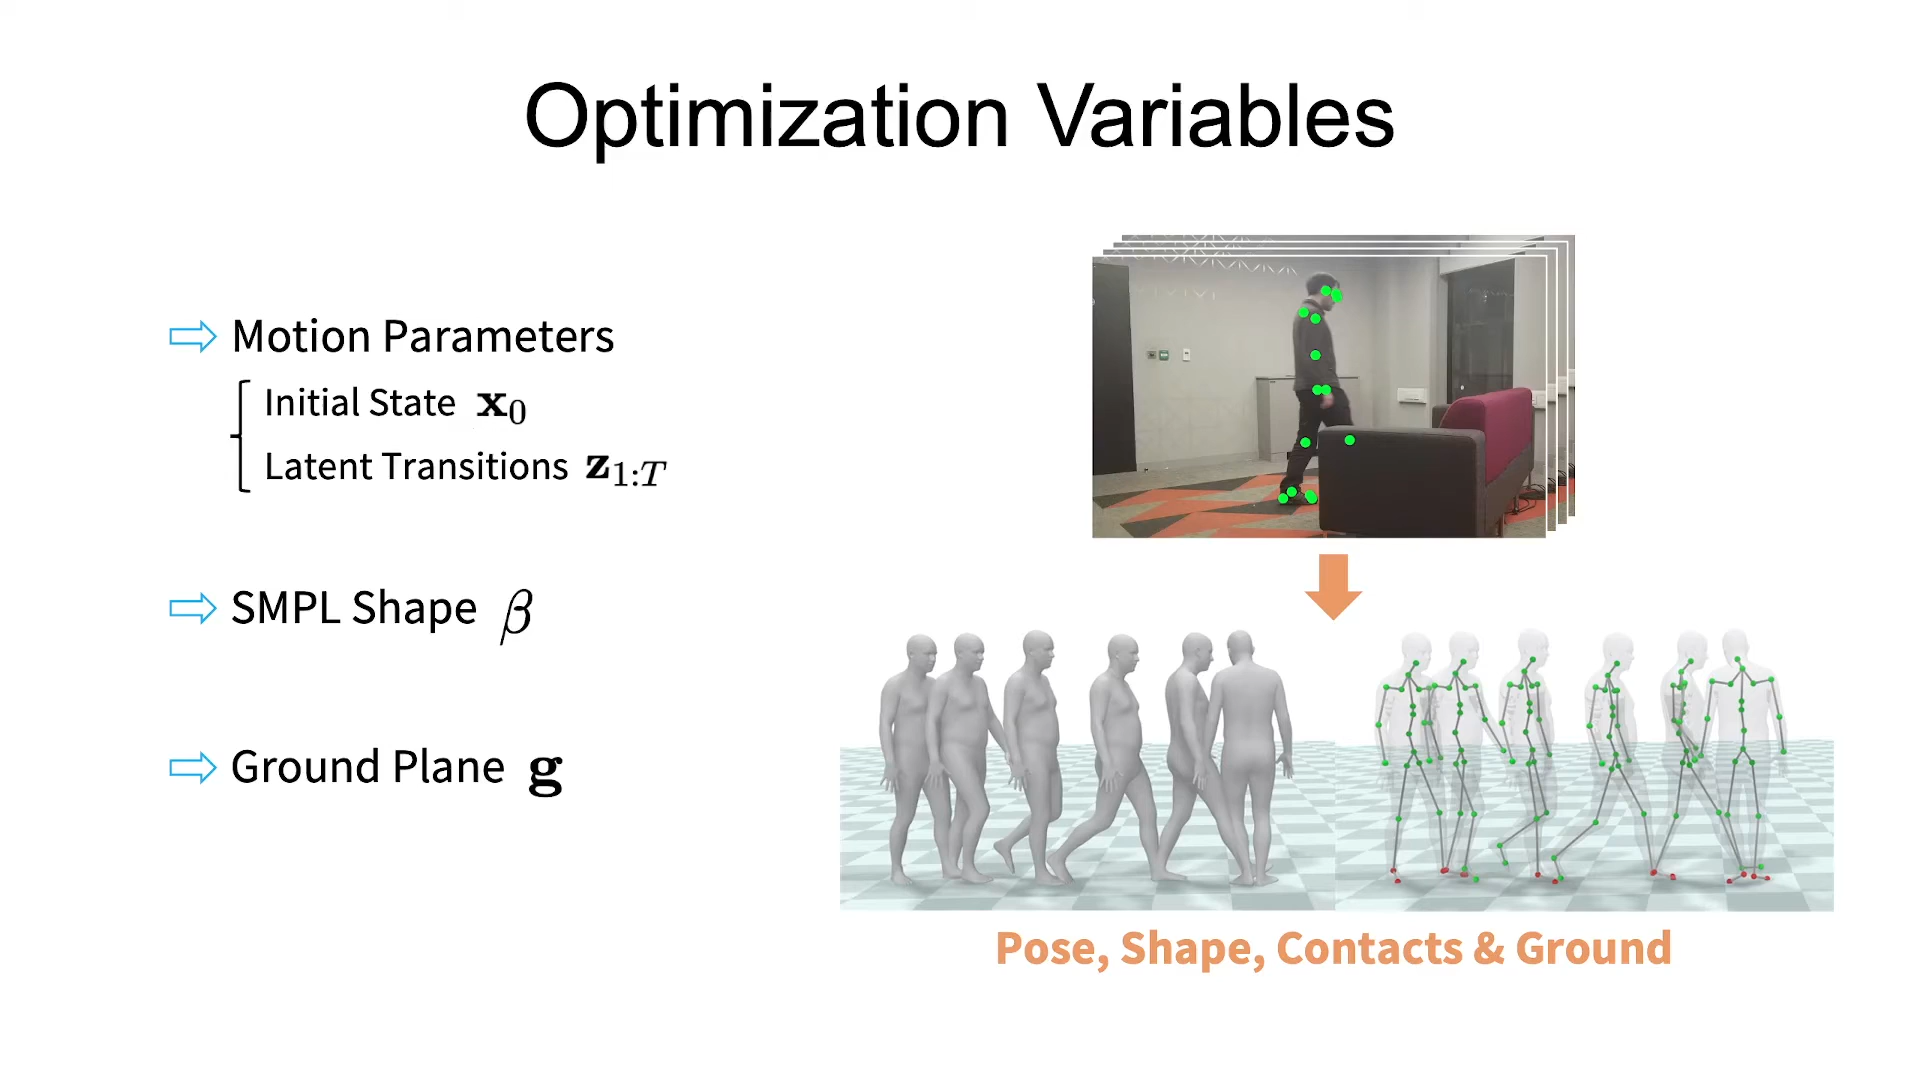 Optimization Variables
Motion Parameters
Initial State x₀
Latent Transitions z₁:T
SMPL Shape β
Ground Plane g
Pose, Shape, Contacts & Ground